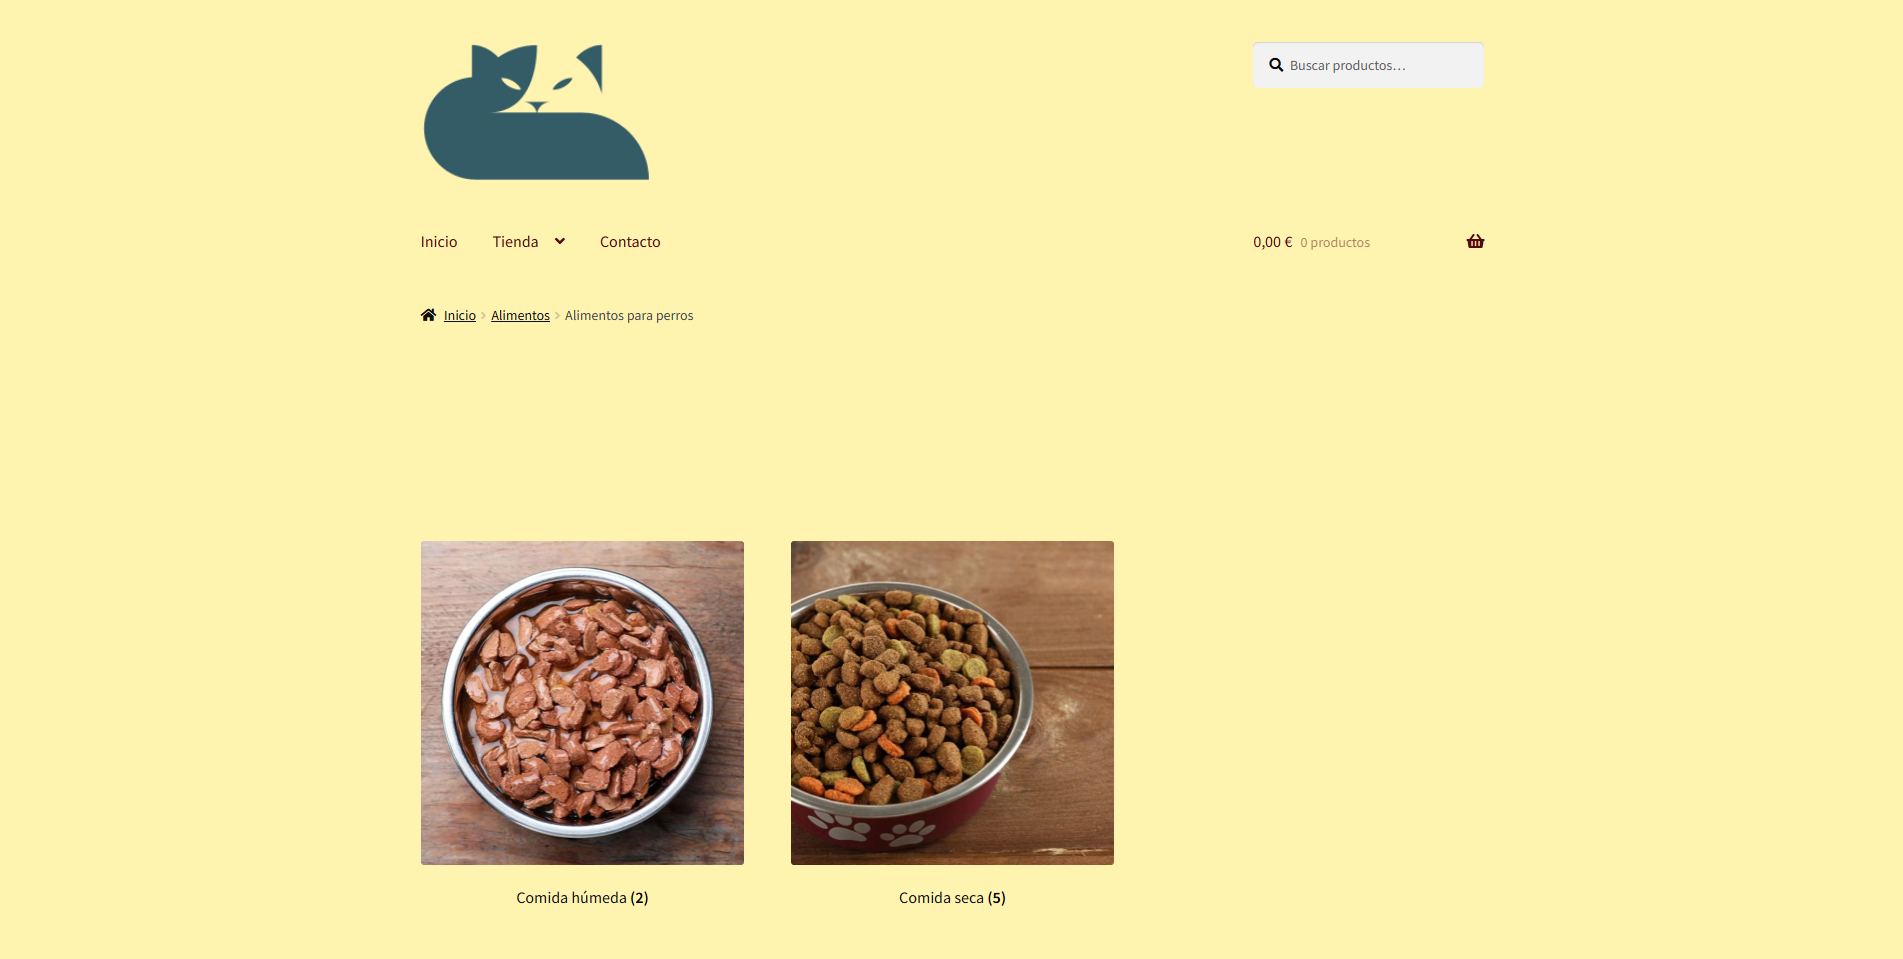 Buscar productos…
Inicio Tienda Contacto 0,00 € 0 productos
Inicio Alimentos Alimentos para perros
Comida húmeda (2) Comida seca (5)